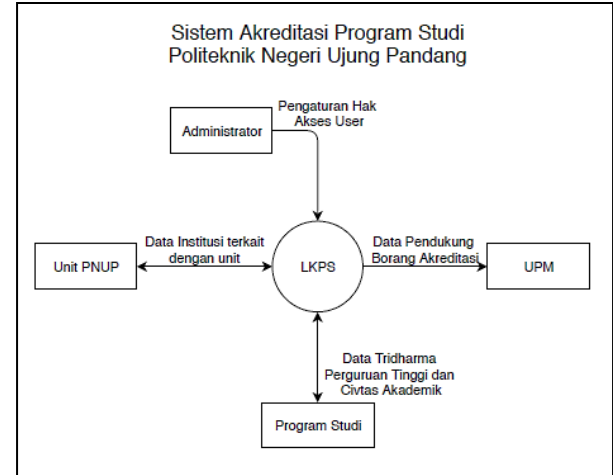 Sistem Akreditasi Program Studi
Politeknik Negeri Ujung Pandang
Pengaturan Hak
Akses User
Administrator
Data Institusi terkait
dengan unit
Data Pendukung
Borang Akreditasi
Unit PNUP
LKPS
UPM
Data Tridharma
Perguruan Tinggi dan
Civtas Akademik
Program Studi